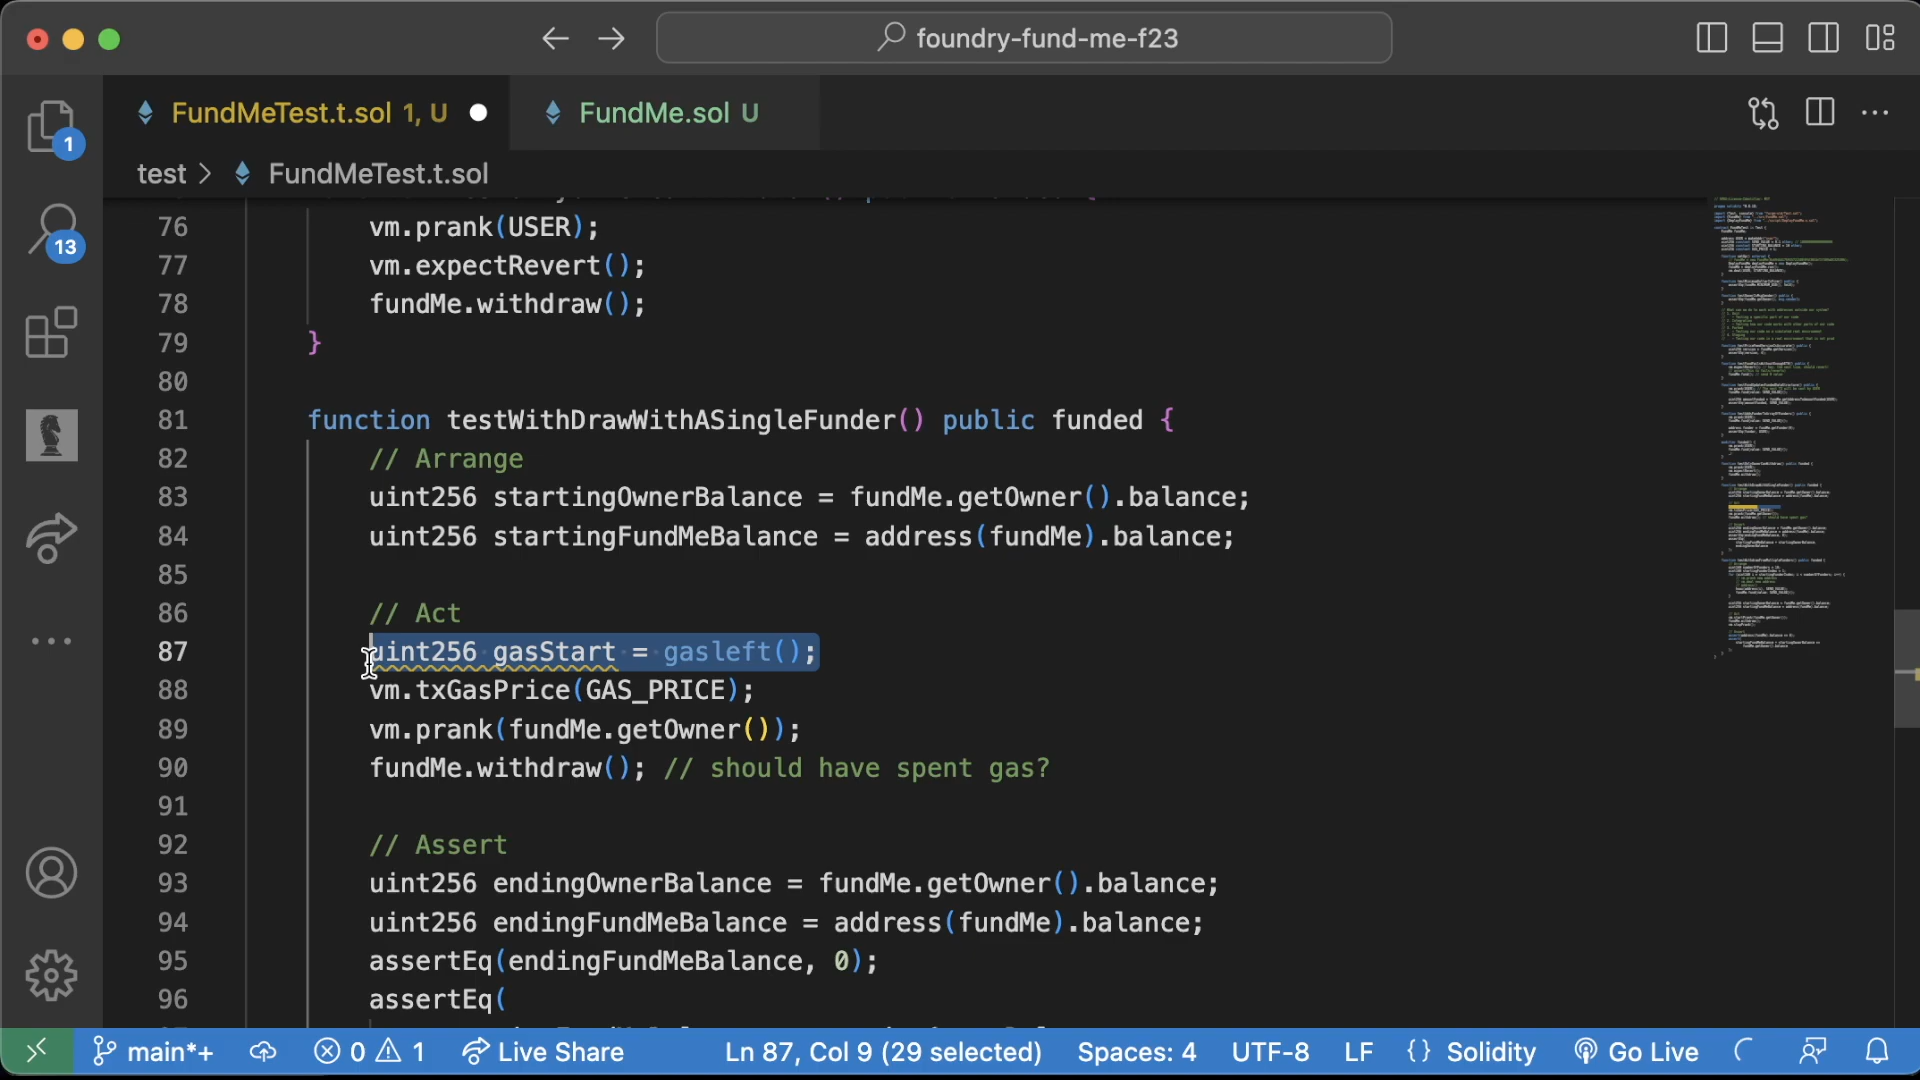 foundry-fund-me-f23
FundMeTest.t.sol 1, U
FundMe.sol U
1
test > FundMeTest.t.sol
13
76 vm.prank(USER);
77 vm.expectRevert();
78 fundMe.withdraw();
79 }
80
81 function testWithDrawWithASingleFunder() public funded {
82 // Arrange
83 uint256 startingOwnerBalance = fundMe.getOwner().balance;
84 uint256 startingFundMeBalance = address(fundMe).balance;
85
86 // Act
87 uint256 gasStart = gasleft();
88 vm.txGasPrice(GAS_PRICE);
89 vm.prank(fundMe.getOwner());
90 fundMe.withdraw(); // should have spent gas?
91
92 // Assert
93 uint256 endingOwnerBalance = fundMe.getOwner().balance;
94 uint256 endingFundMeBalance = address(fundMe).balance;
95 assertEq(endingFundMeBalance, 0);
96 assertEq(
main*+ 0 1 Live Share Ln 87, Col 9 (29 selected) Spaces: 4 UTF-8 LF {} Solidity Go Live